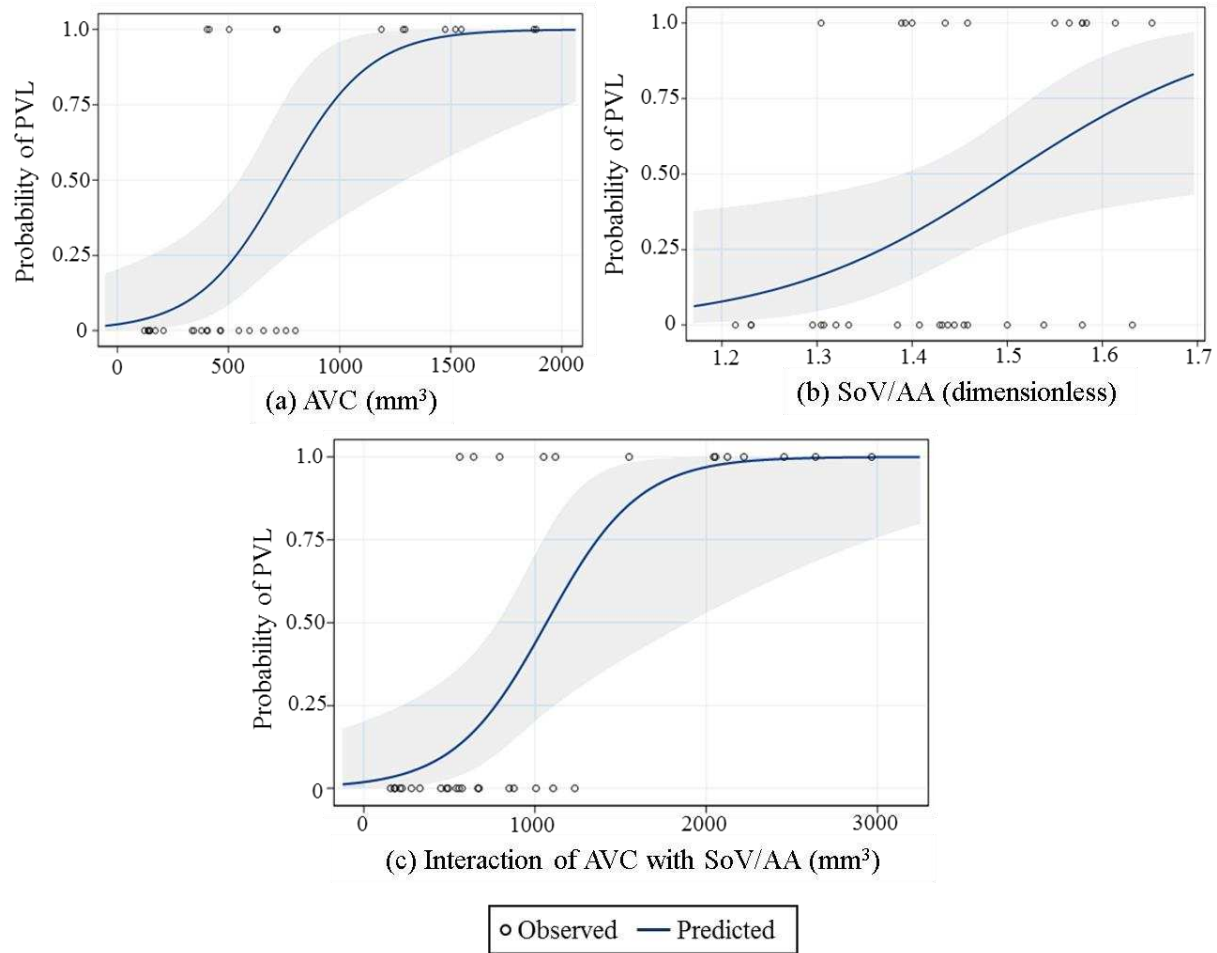 Probability of PVL
1.0
0.75
0.50
0.25
0
0 500 1000 1500 2000
(a) AVC (mm³)
Probability of PVL
1.0
0.75
0.50
0.25
0
1.2 1.3 1.4 1.5 1.6 1.7
(b) SoV/AA (dimensionless)
Probability of PVL
1.0
0.75
0.50
0.25
0
0 1000 2000 3000
(c) Interaction of AVC with SoV/AA (mm³)
Observed Predicted